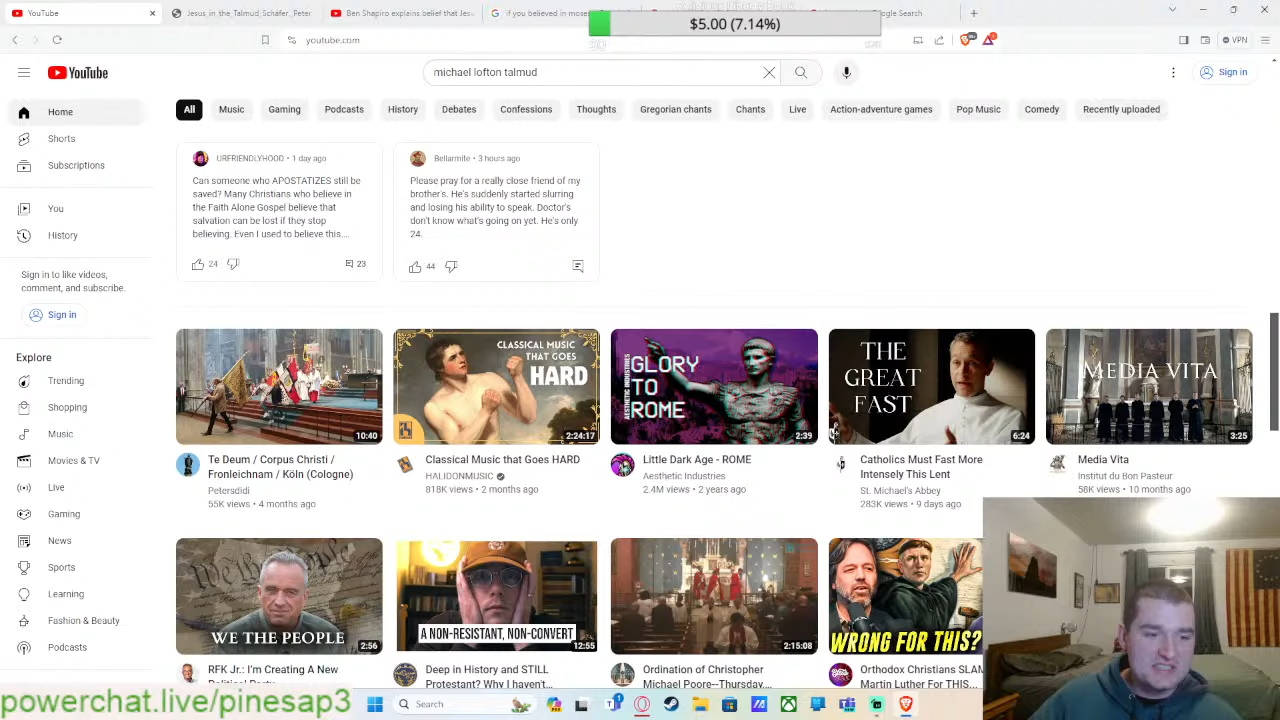 YouTube
Jesus_in_the_Talmud_Schafer_Peter
Ben Shapiro explains belief that Jesu
if you believed in moses
Search
$5.00 (7.14%)
youtube.com
VPN
YouTube
michael lofton talmud
Sign in
All
Music
Gaming
Podcasts
History
Debates
Confessions
Thoughts
Gregorian chants
Chants
Live
Action-adventure games
Pop Music
Comedy
Recently uploaded
Home
Shorts
Subscriptions
You
History
Sign in to like videos,
comment, and subscribe.
Sign in
Explore
Trending
Shopping
Music
Movies & TV
Live
Gaming
News
Sports
Learning
Fashion & Beauty
Podcasts
URFRIENDLYHOOD • 1 day ago
Can someone who APOSTATIZES still be
saved? Many Christians who believe in
the Faith Alone Gospel believe that
salvation can be lost if they stop
believing. Even I used to believe this....
24
23
Bellarmite • 3 hours ago
Please pray for a really close friend of my
brother's. He's suddenly started slurring
and losing his ability to speak. Doctor's
don't know what's going on yet. He's only
24.
44
10:40
Te Deum / Corpus Christi /
Fronleichnam / Köln (Cologne)
Petersdidi
55K views • 4 months ago
CLASSICAL MUSIC
THAT GOES
HARD
2:24:17
Classical Music that Goes HARD
HALIDONMUSIC
818K views • 2 months ago
AESTHETIC INDUSTRIES
GLORY
TO
ROME
2:39
Little Dark Age - ROME
Aesthetic Industries
2.4M views • 2 years ago
THE
GREAT
FAST
6:24
Catholics Must Fast More
Intensely This Lent
St. Michael's Abbey
283K views • 9 days ago
MEDIA VITA
3:25
Media Vita
Institut du Bon Pasteur
58K views • 10 months ago
WE THE PEOPLE
2:56
RFK Jr.: I'm Creating A New
Political Party
A NON-RESISTANT, NON-CONVERT
12:55
Deep in History and STILL
Protestant? Why I haven't...
2:15:08
Ordination of Christopher
Michael Poore--Thursday,...
WRONG FOR THIS?
Orthodox Christians SLAM
Martin Luther For THIS...
powerchat.live/pinesap3
Search